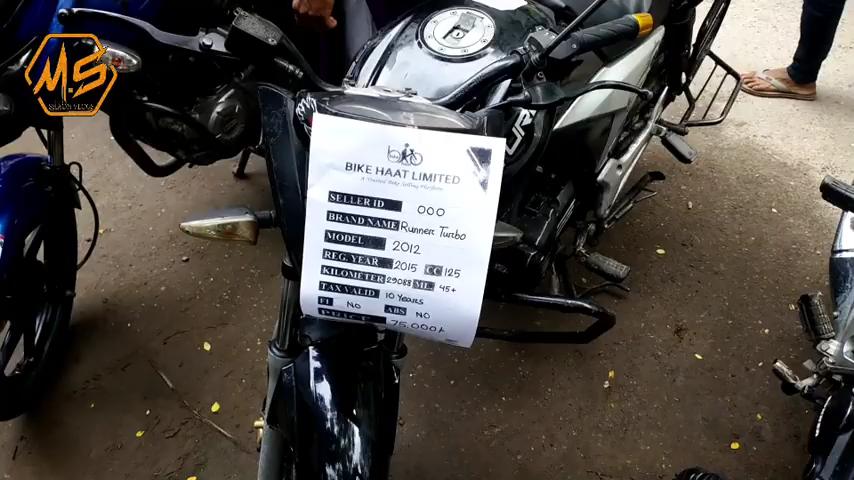 M.S
BIKE HAAT LIMITED
A Trusted Bike Selling Platform
SELLER ID 000
BRAND NAME Runner Turbo
MODEL 2012
REG. YEAR 2015 CC 125
KILOMETER 29088 ML 45+
TAX VALID 10 Years
FI NO ABS NO
PRICE 75,000/-